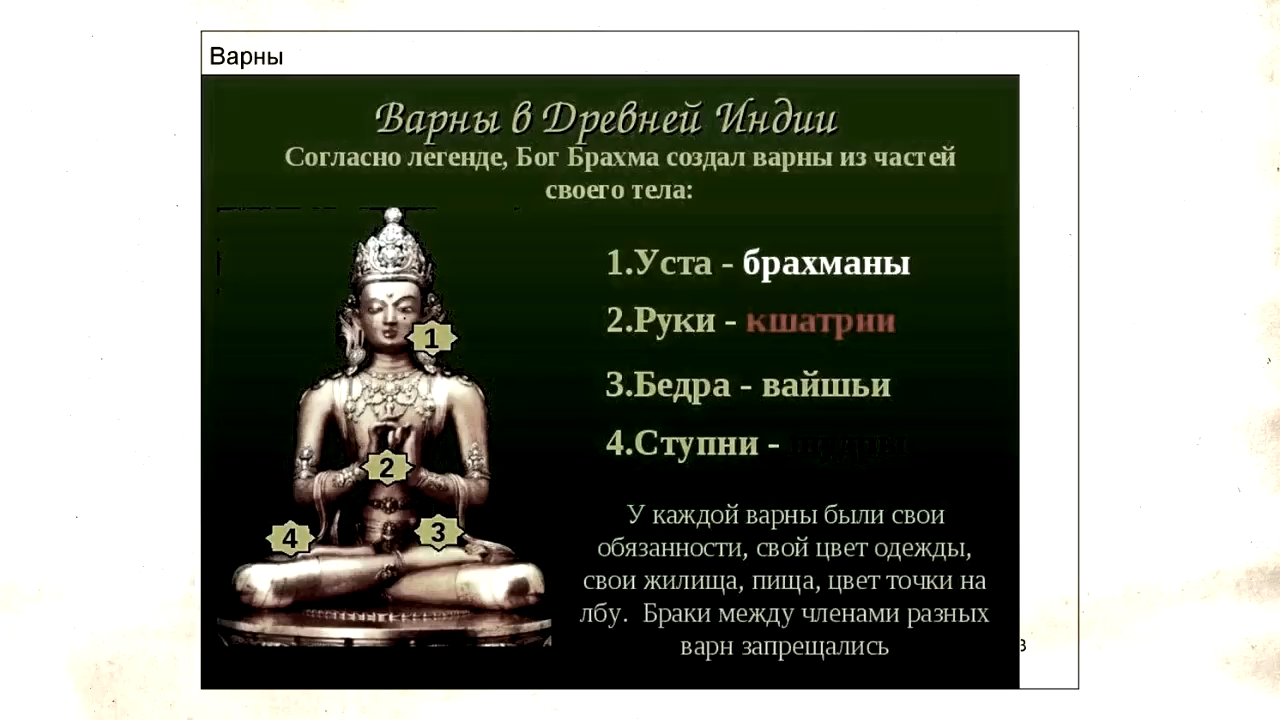 Варны
Варны в Древней Индии
Согласно легенде, Бог Брахма создал варны из частей
своего тела:
1.Уста - брахманы
2.Руки - кшатрии
3.Бедра - вайшьи
4.Ступни -
1
2
3
4
У каждой варны были свои
обязанности, свой цвет одежды,
свои жилища, пища, цвет точки на
лбу. Браки между членами разных
варн запрещались